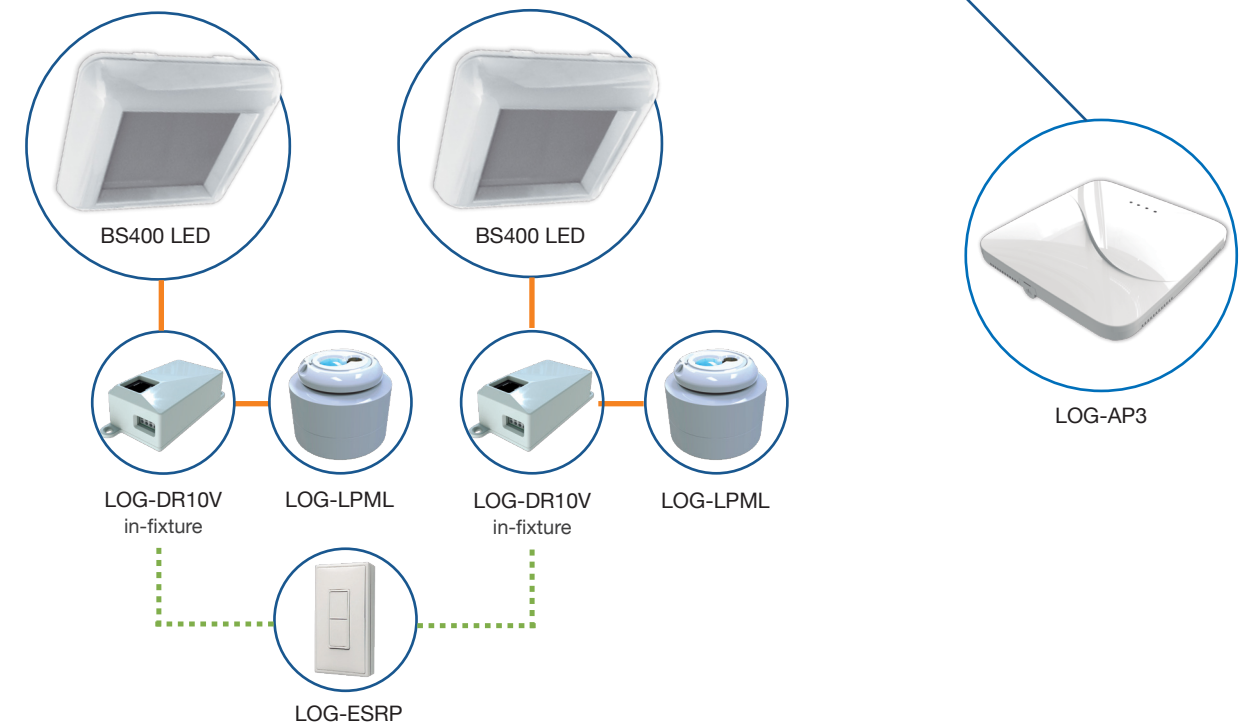 BS400 LED
BS400 LED
LOG-AP3
LOG-DR10V
in-fixture
LOG-LPML
LOG-DR10V
in-fixture
LOG-LPML
LOG-ESRP